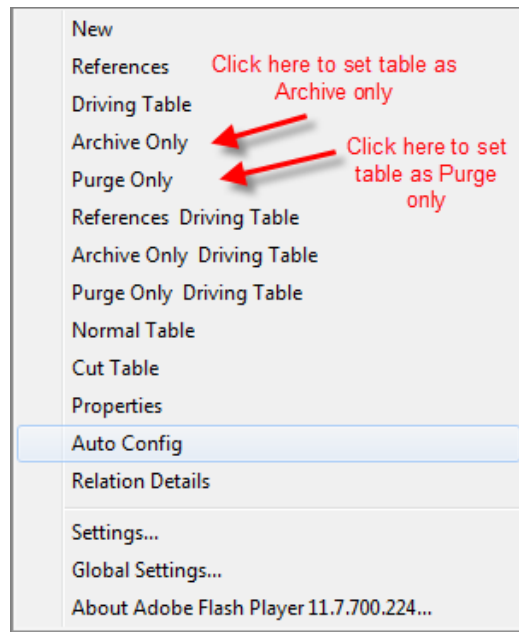 New
References
Click here to set table as
Archive only
Driving Table
Archive Only
Click here to set
table as Purge
only
Purge Only
References  Driving Table
Archive Only  Driving Table
Purge Only  Driving Table
Normal Table
Cut Table
Properties
Auto Config
Relation Details
Settings...
Global Settings...
About Adobe Flash Player 11.7.700.224...